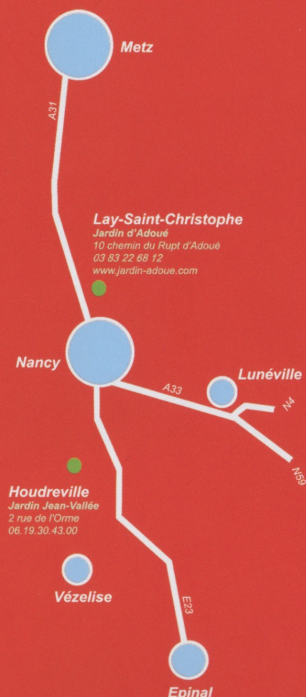 Metz
A31
Lay-Saint-Christophe
Jardin d'Adoué
10 chemin du Rupt d'Adoué
03 83 22 68 12
www.jardin-adoue.com
Nancy
Lunéville
A33
N4
N59
Houdreville
Jardin Jean-Vallée
2 rue de l'Orme
06.19.30.43.00
Vézelise
E23
Epinal